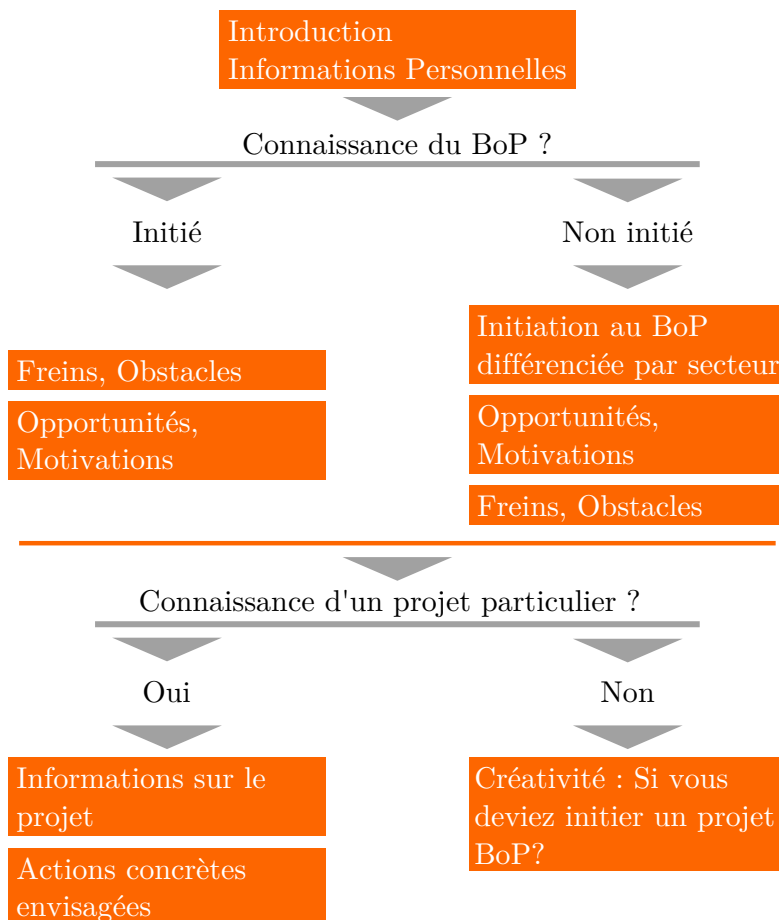 Introduction
Informations Personnelles
Connaissance du BoP ?
Initié
Non initié
Freins, Obstacles
Opportunités,
Motivations
Initiation au BoP
différenciée par secteur
Opportunités,
Motivations
Freins, Obstacles
Connaissance d'un projet particulier ?
Oui
Non
Informations sur le
projet
Actions concrètes
envisagées
Créativité : Si vous
deviez initier un projet
BoP?